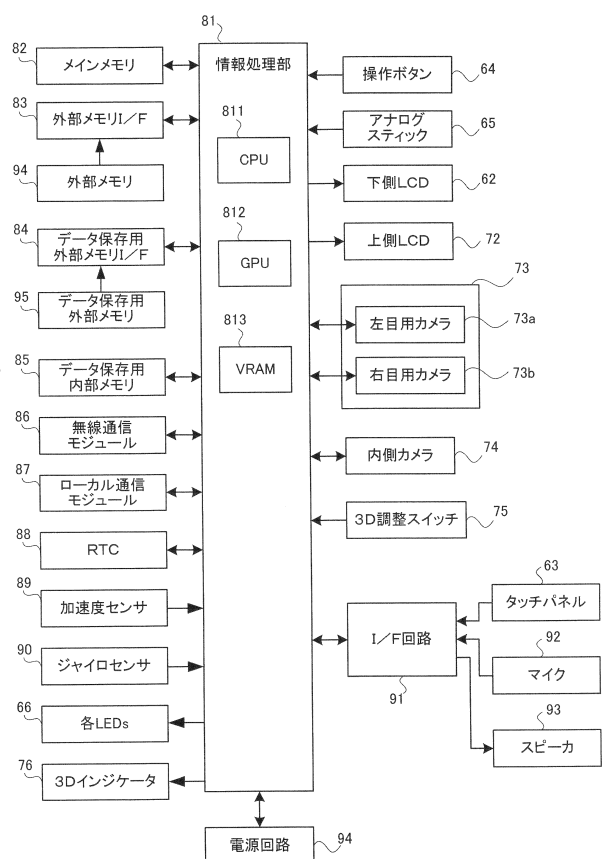 81
情報処理部
811
CPU
812
GPU
813
VRAM
82
メインメモリ
83
外部メモリI/F
94
外部メモリ
84
データ保存用
外部メモリI/F
95
データ保存用
外部メモリ
85
データ保存用
内部メモリ
86
無線通信
モジュール
87
ローカル通信
モジュール
88
RTC
89
加速度センサ
90
ジャイロセンサ
66
各LEDs
76
3Dインジケータ
操作ボタン
64
アナログ
スティック
65
下側LCD
62
上側LCD
72
73
左目用カメラ
73a
右目用カメラ
73b
内側カメラ
74
3D調整スイッチ
75
I/F回路
91
63
タッチパネル
92
マイク
93
スピーカ
電源回路
94